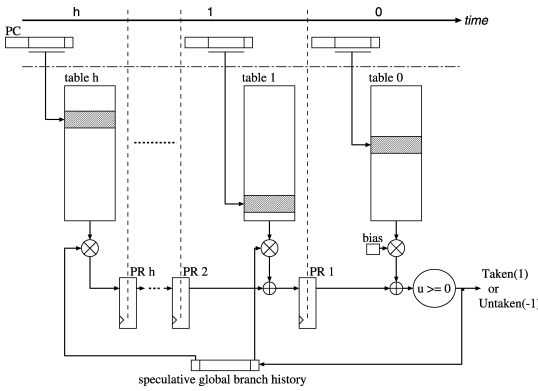 h 1 0
time
PC
table h table 1 table 0
bias
PR h PR 2 PR 1
u >= 0
Taken(1)
or
Untaken(-1)
speculative global branch history